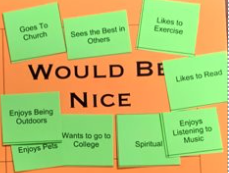 Goes To
Church
Sees the Best in
Others
Likes to
Exercise
WOULD BE
NICE
Likes to Read
Enjoys Being
Outdoors
Enjoys Pets
Wants to go to
College
Spiritual
Enjoys
Listening to
Music